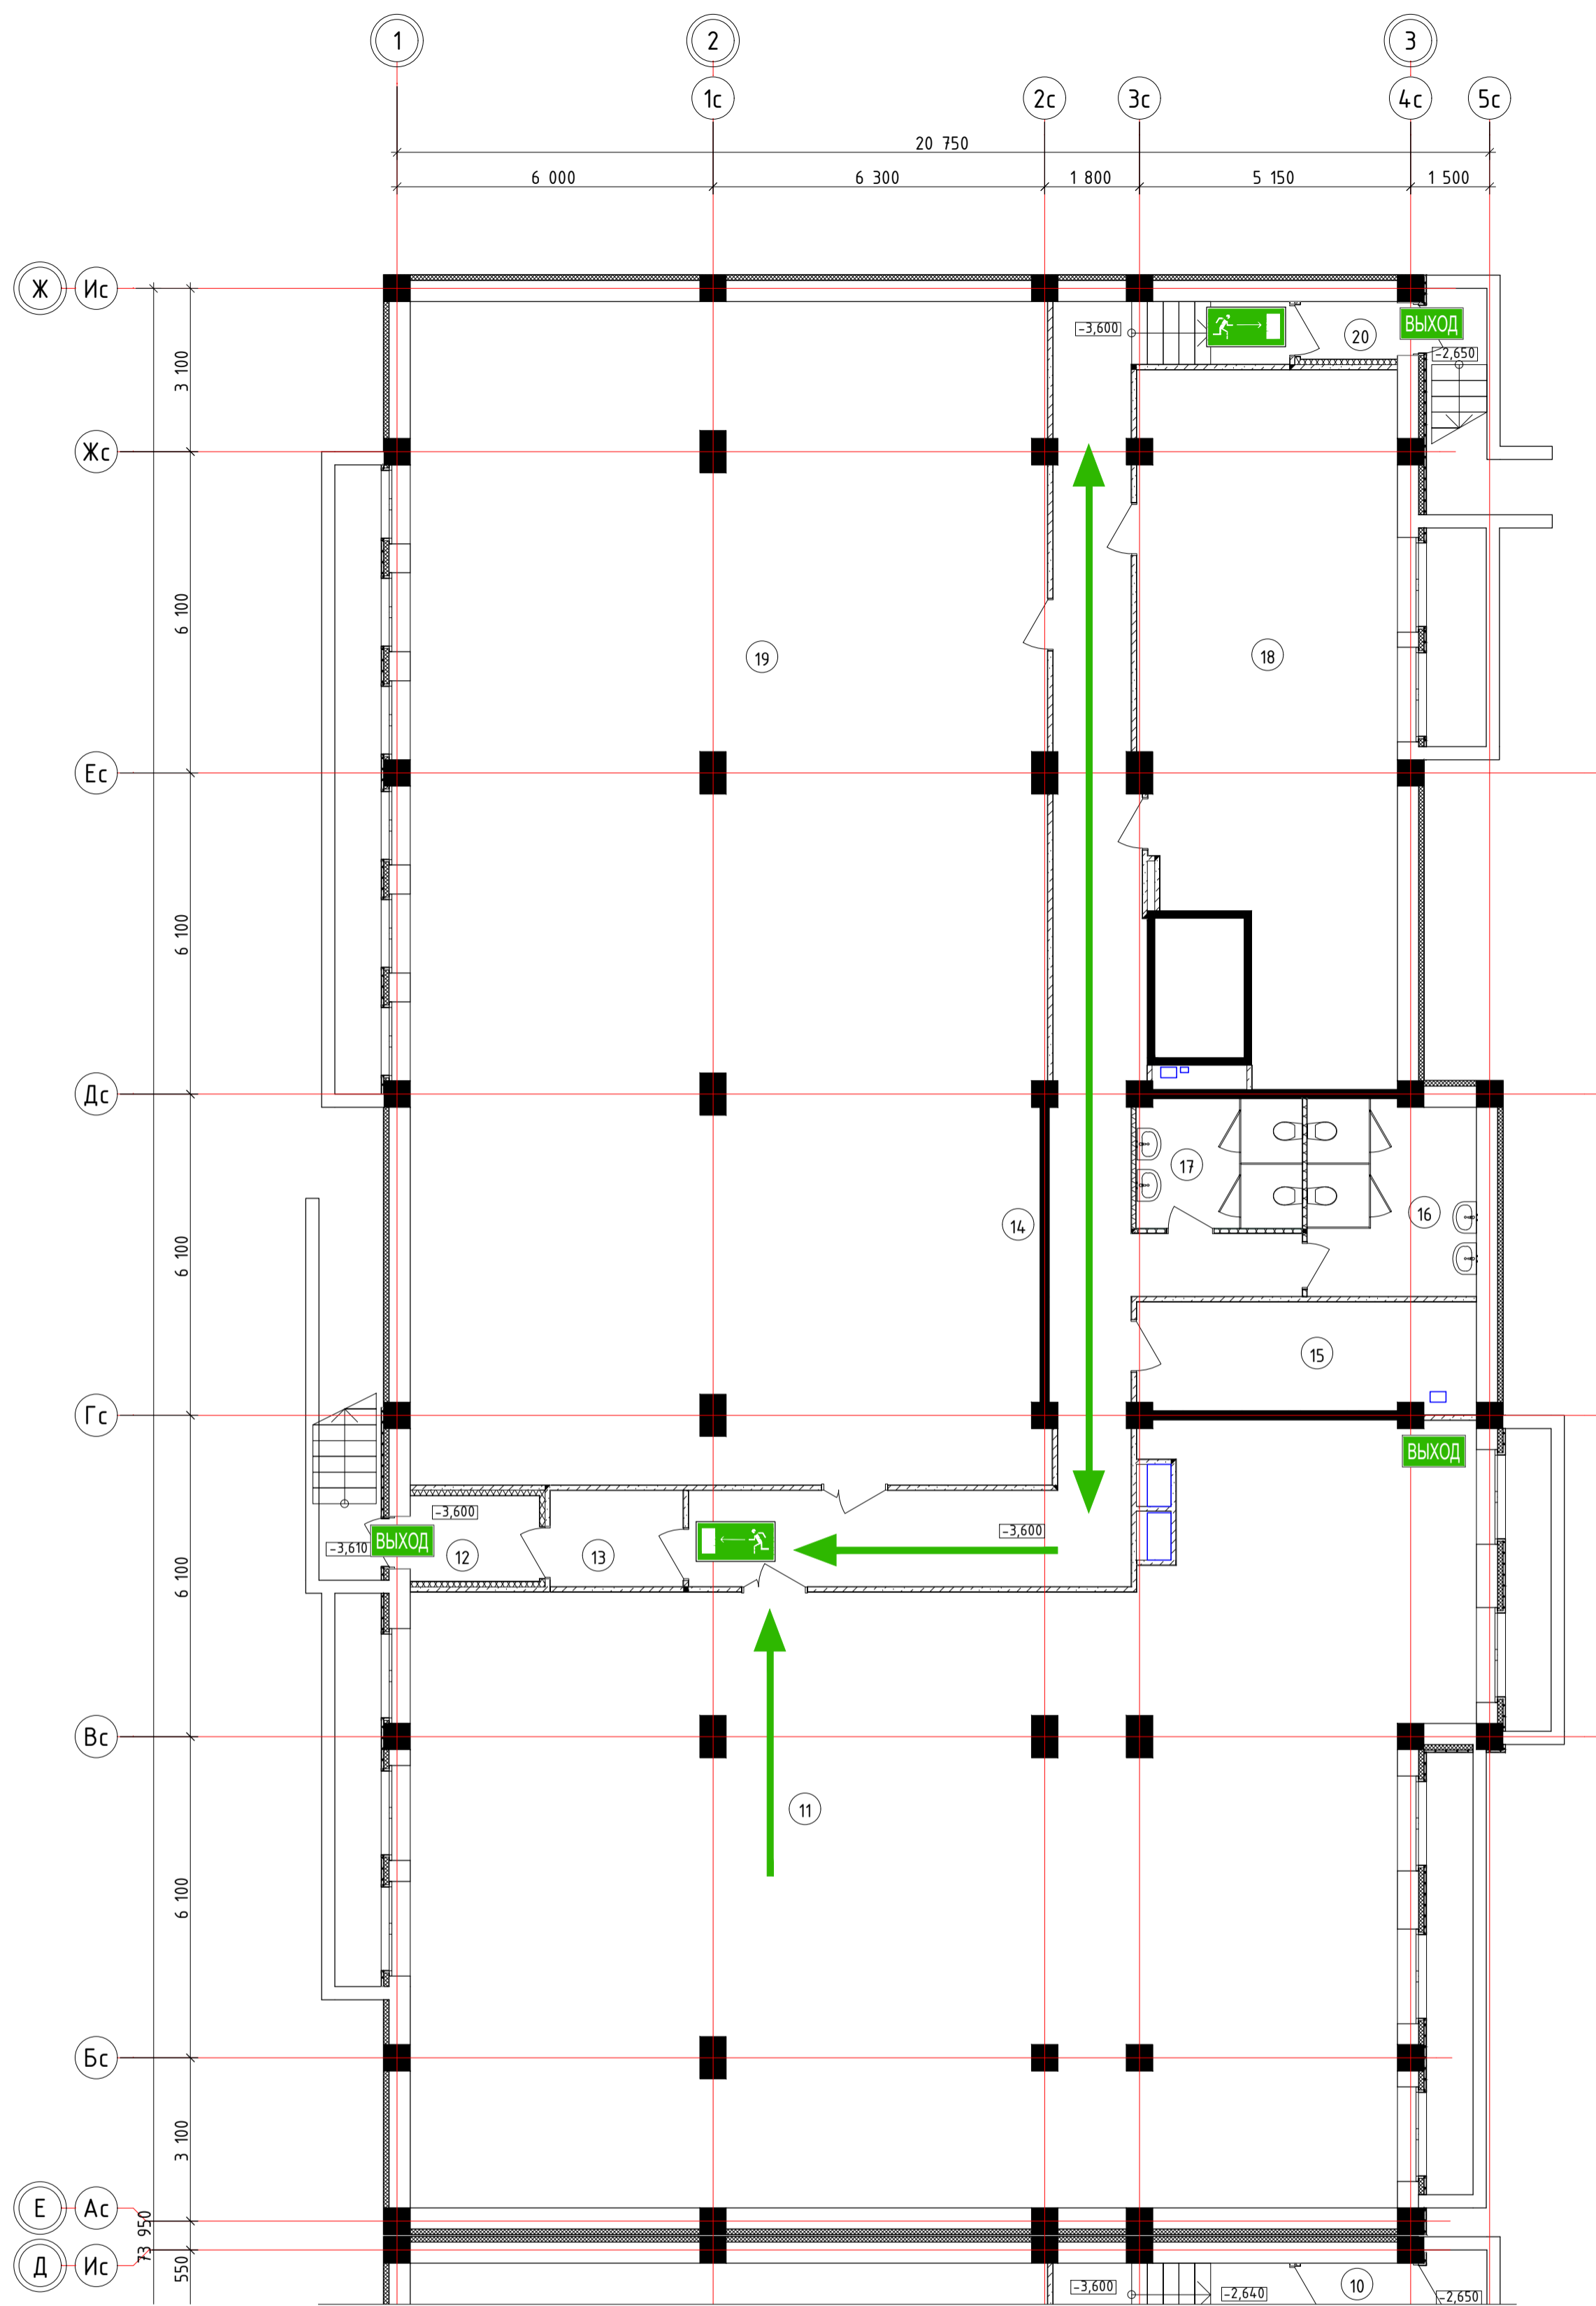 1
2
3
1с
2с
3с
4с
5с
20 750
6 000
6 300
1 800
5 150
1 500
Ж
Ис
-3,600
20
ВЫХОД
-2,650
3 100
Жс
6 100
19
18
Ес
6 100
Дс
17
16
14
6 100
15
Гс
ВЫХОД
-3,600
-3,600
ВЫХОД
-3,610
12
13
6 100
Вс
11
6 100
Бс
3 100
Е
Ас
73 950
Д
Ис
550
-3,600
-2,640
10
-2,650